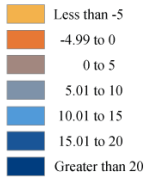 Less than -5
-4.99 to 0
0 to 5
5.01 to 10
10.01 to 15
15.01 to 20
Greater than 20